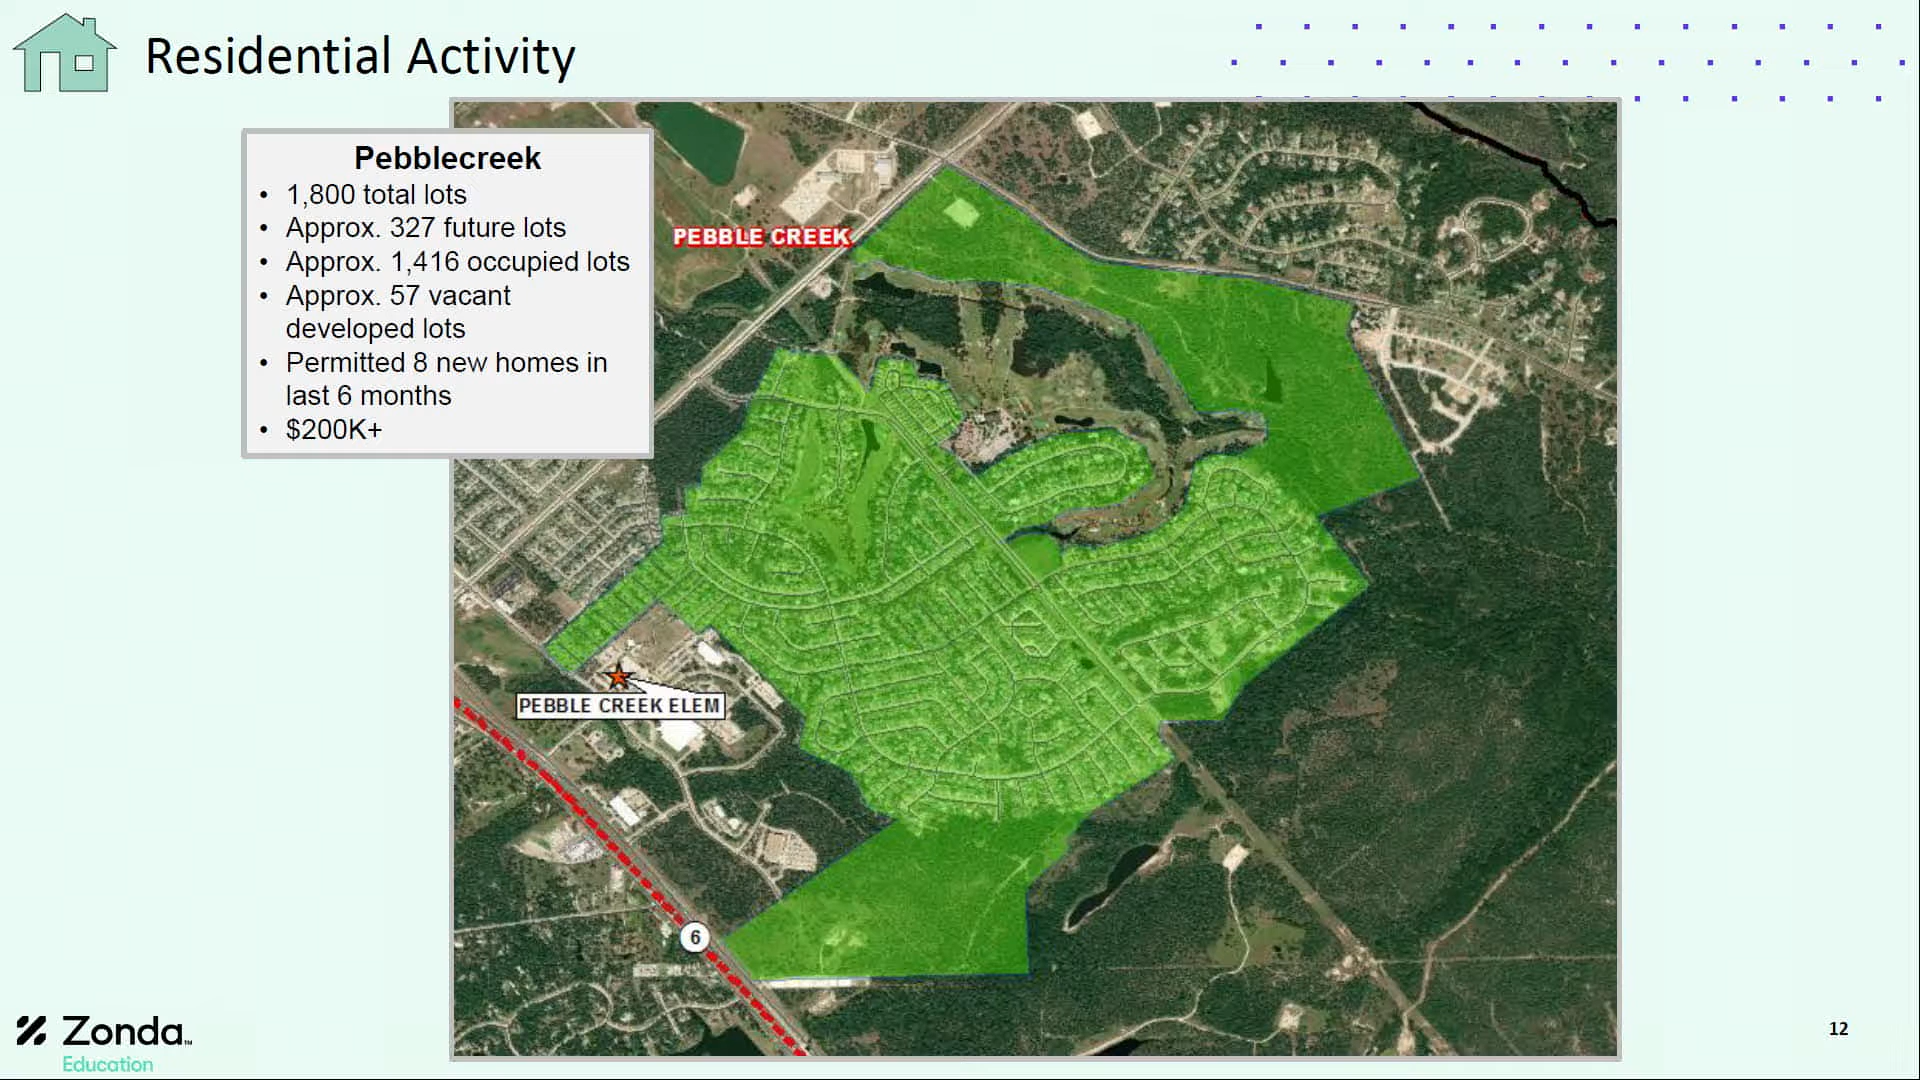 Residential Activity
Pebblecreek
• 1,800 total lots
• Approx. 327 future lots
• Approx. 1,416 occupied lots
• Approx. 57 vacant
developed lots
• Permitted 8 new homes in
last 6 months
• $200K+
PEBBLE CREEK
PEBBLE CREEK ELEM
6
Zonda™
Education
12